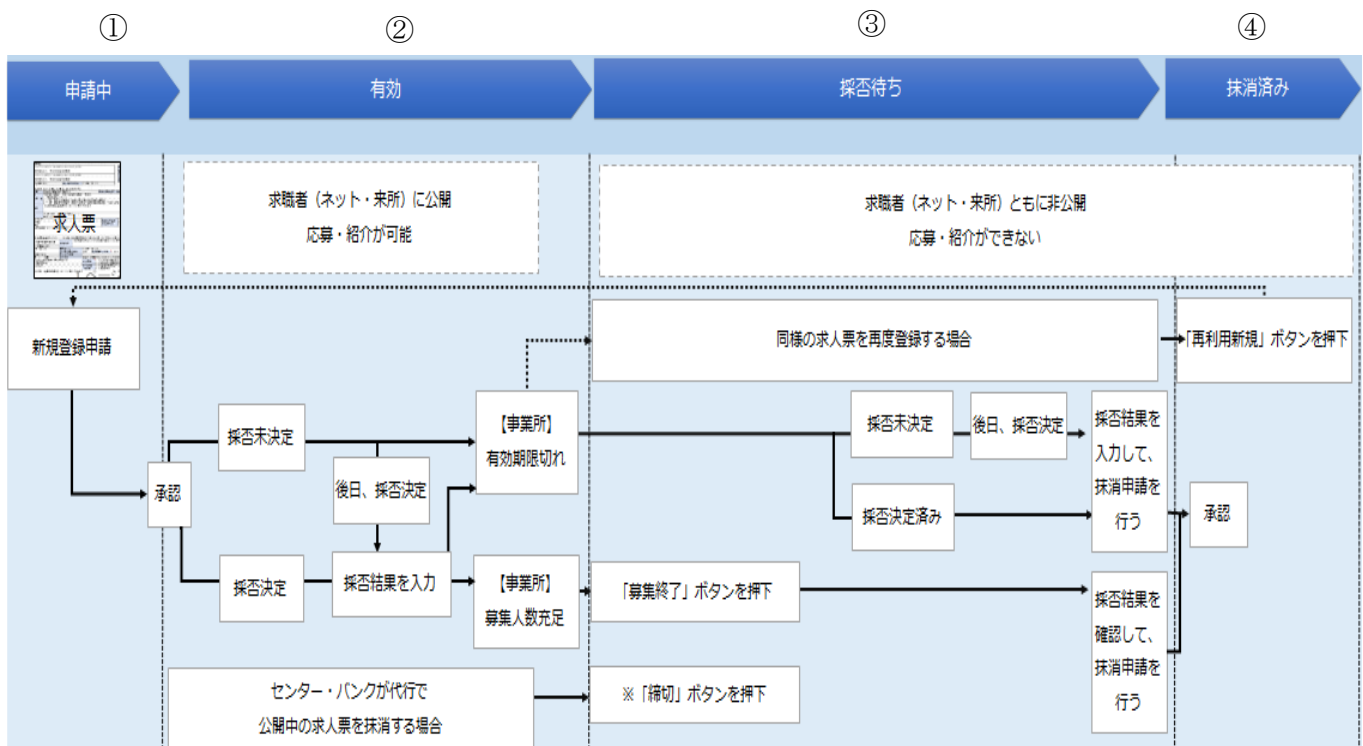 ①
②
③
④
申請中
有効
採否待ち
抹消済み
求人票
求職者（ネット・来所）に公開
応募・紹介が可能
求職者（ネット・来所）ともに非公開
応募・紹介ができない
新規登録申請
同様の求人票を再度登録する場合
「再利用新規」ボタンを押下
採否未決定
【事業所】
有効期限切れ
採否未決定
後日、採否決定
採否結果を
入力して、
抹消申請を
行う
承認
後日、採否決定
採否決定済み
承認
採否決定
採否結果を入力
【事業所】
募集人数充足
「募集終了」ボタンを押下
採否結果を
確認して、
抹消申請を
行う
センター・バンクが代行で
公開中の求人票を抹消する場合
※「締切」ボタンを押下